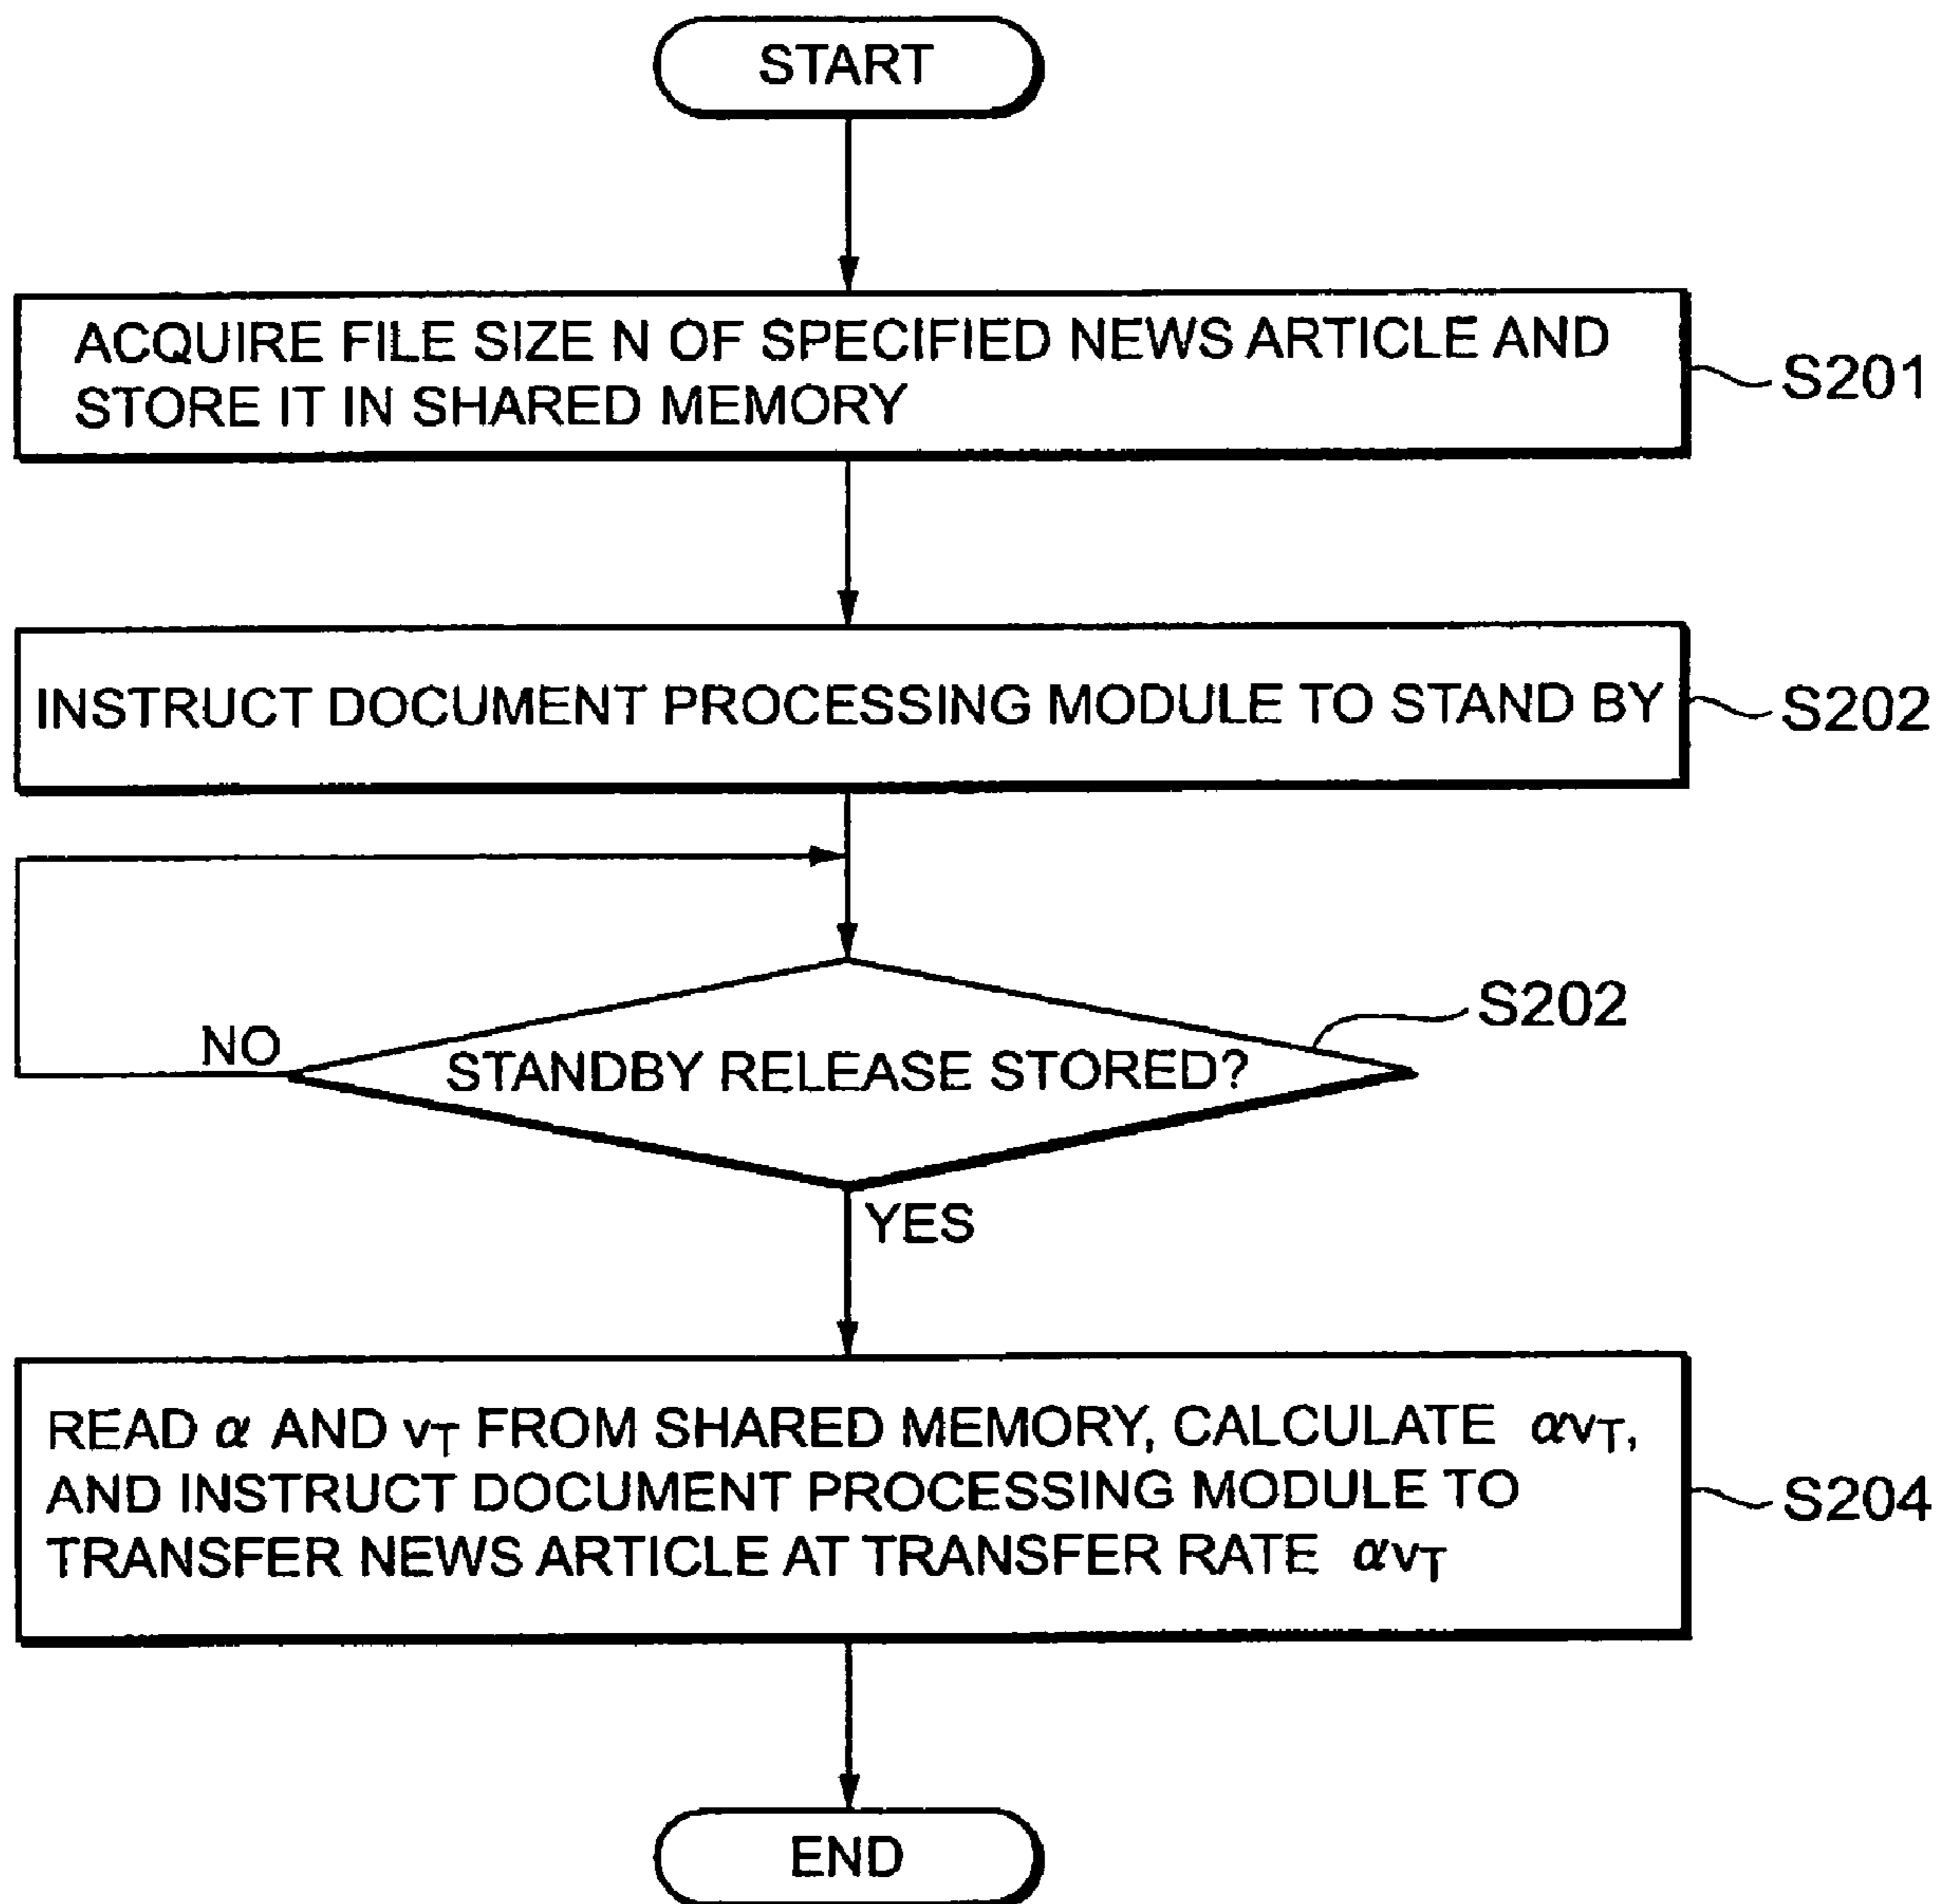 START
ACQUIRE FILE SIZE N OF SPECIFIED NEWS ARTICLE AND
STORE IT IN SHARED MEMORY
S201
INSTRUCT DOCUMENT PROCESSING MODULE TO STAND BY
S202
S202
NO
STANDBY RELEASE STORED?
YES
READ α AND vT FROM SHARED MEMORY, CALCULATE αvT,
AND INSTRUCT DOCUMENT PROCESSING MODULE TO
TRANSFER NEWS ARTICLE AT TRANSFER RATE αvT
S204
END